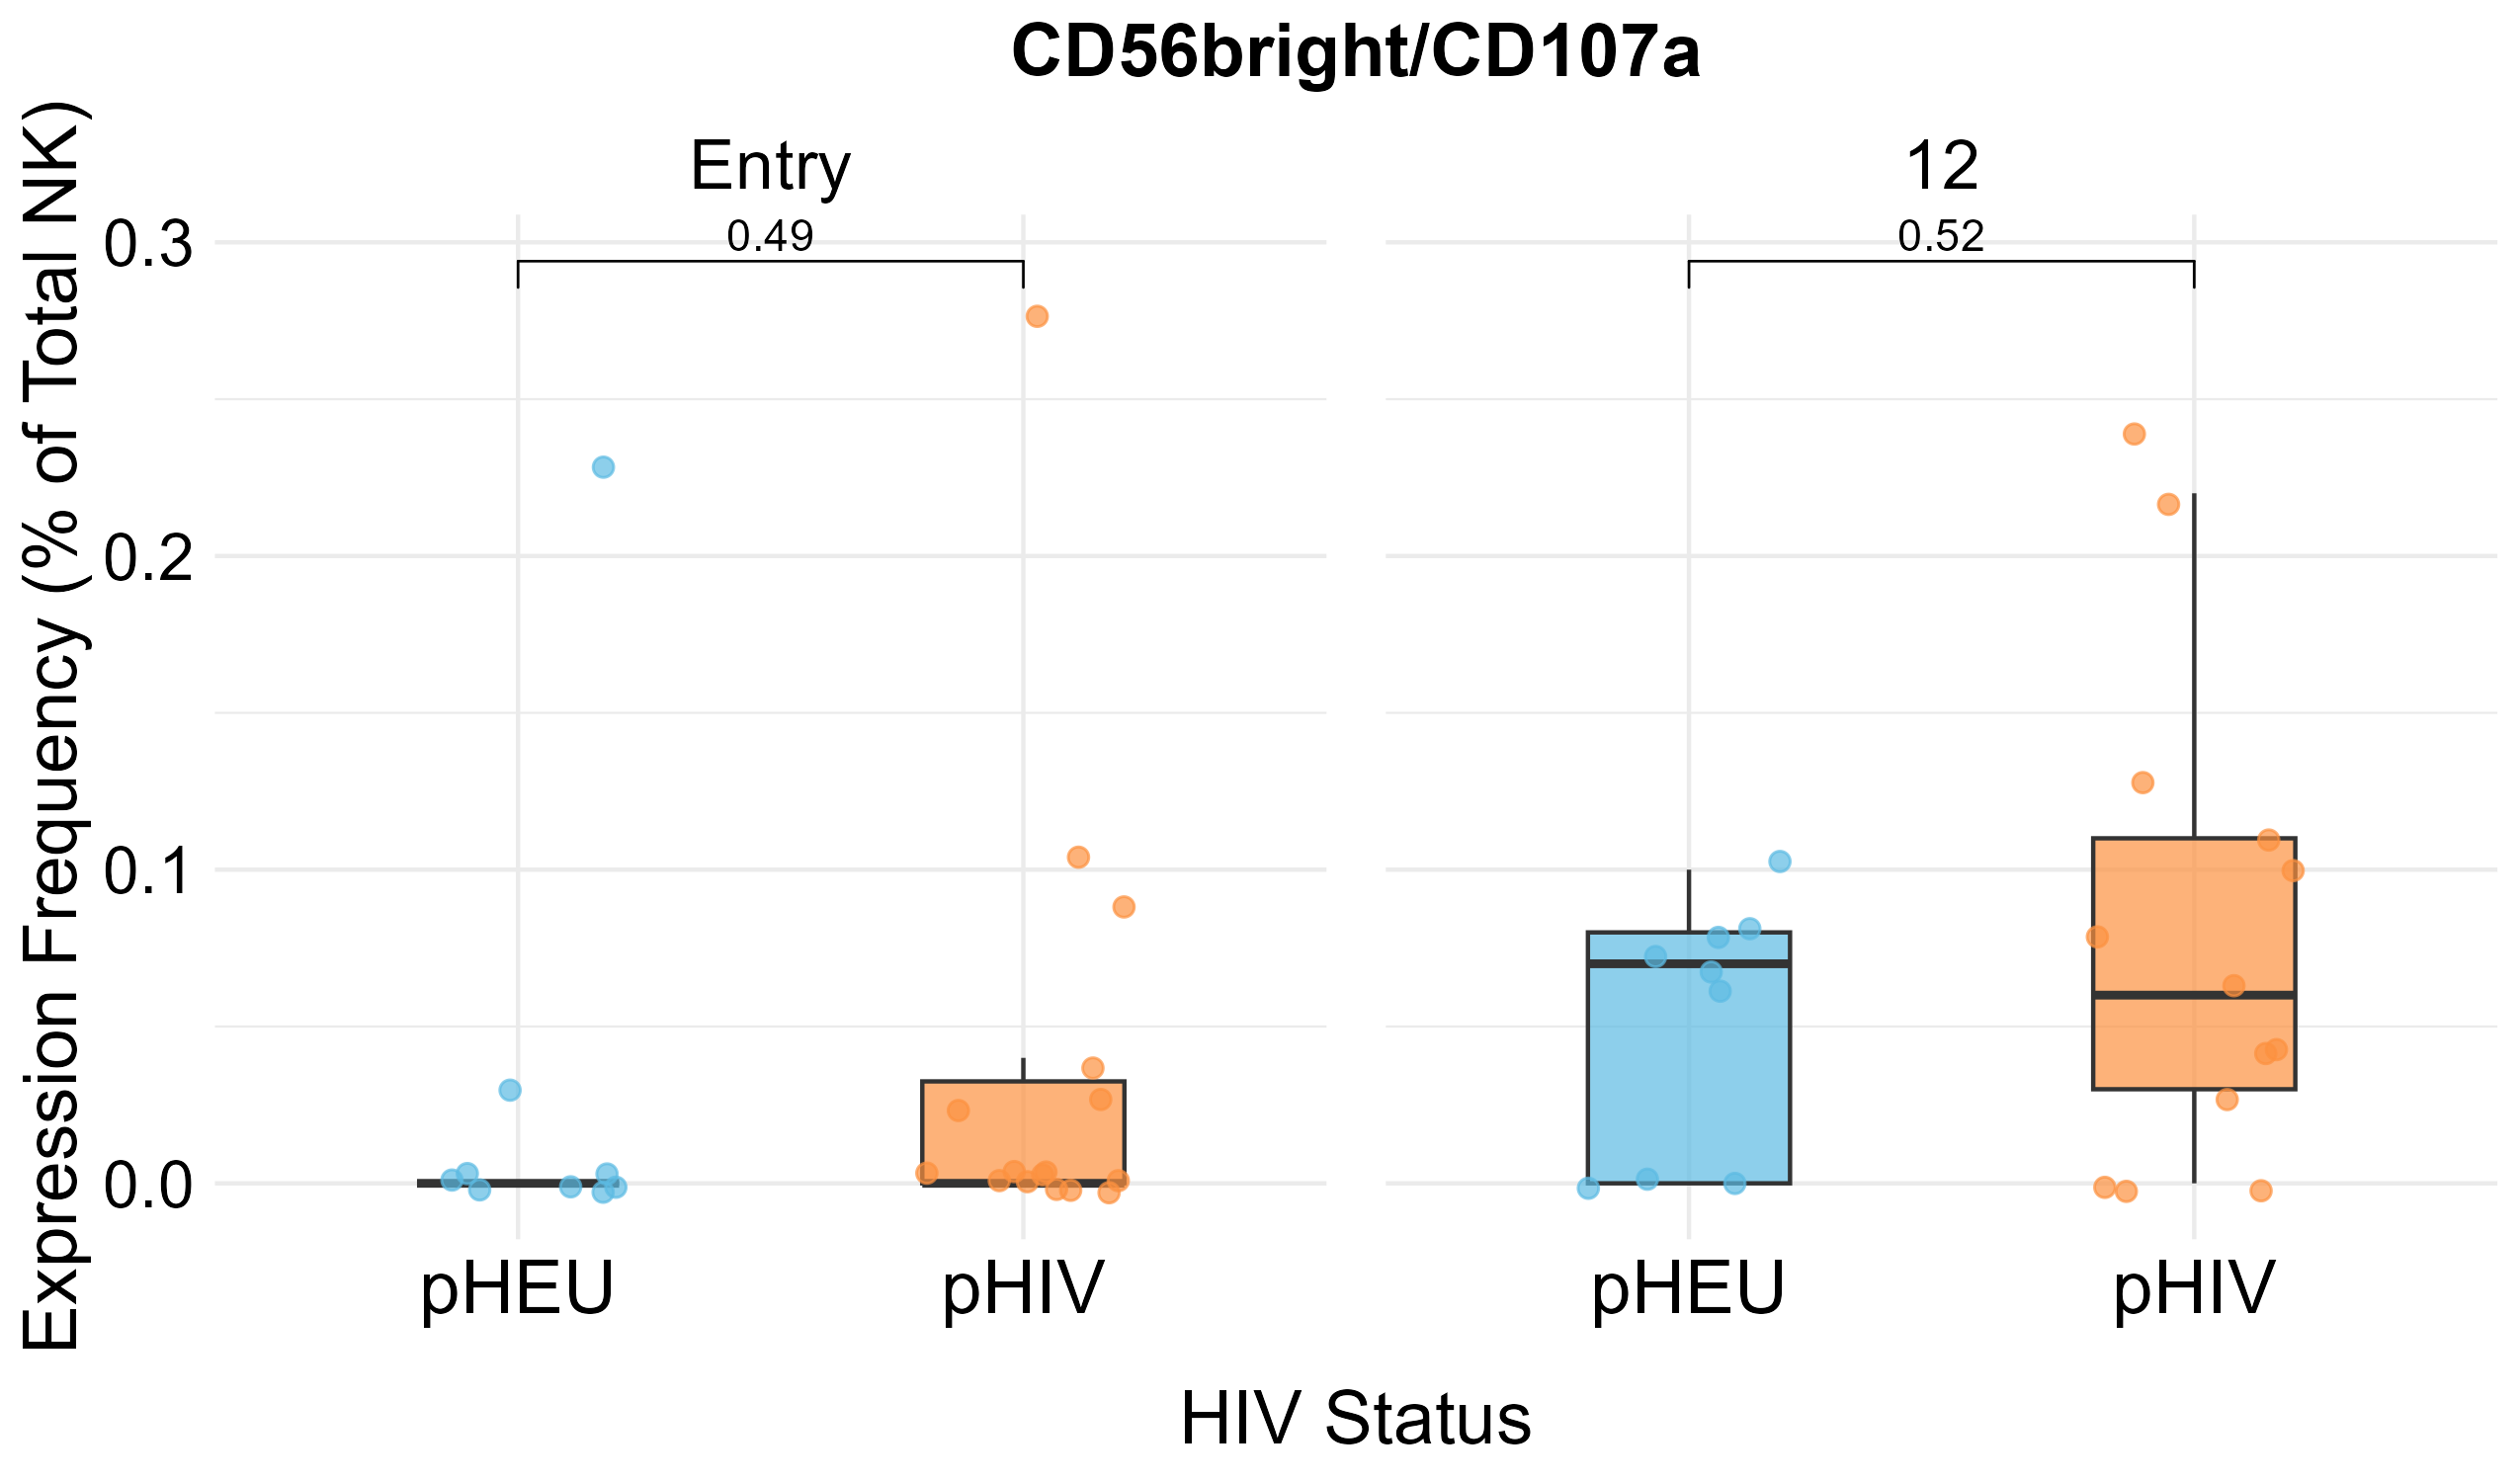 CD56bright/CD107a
Entry
12
0.49
0.52
Expression Frequency (% of Total NK)
0.3
0.2
0.1
0.0
pHEU
pHIV
pHEU
pHIV
HIV Status